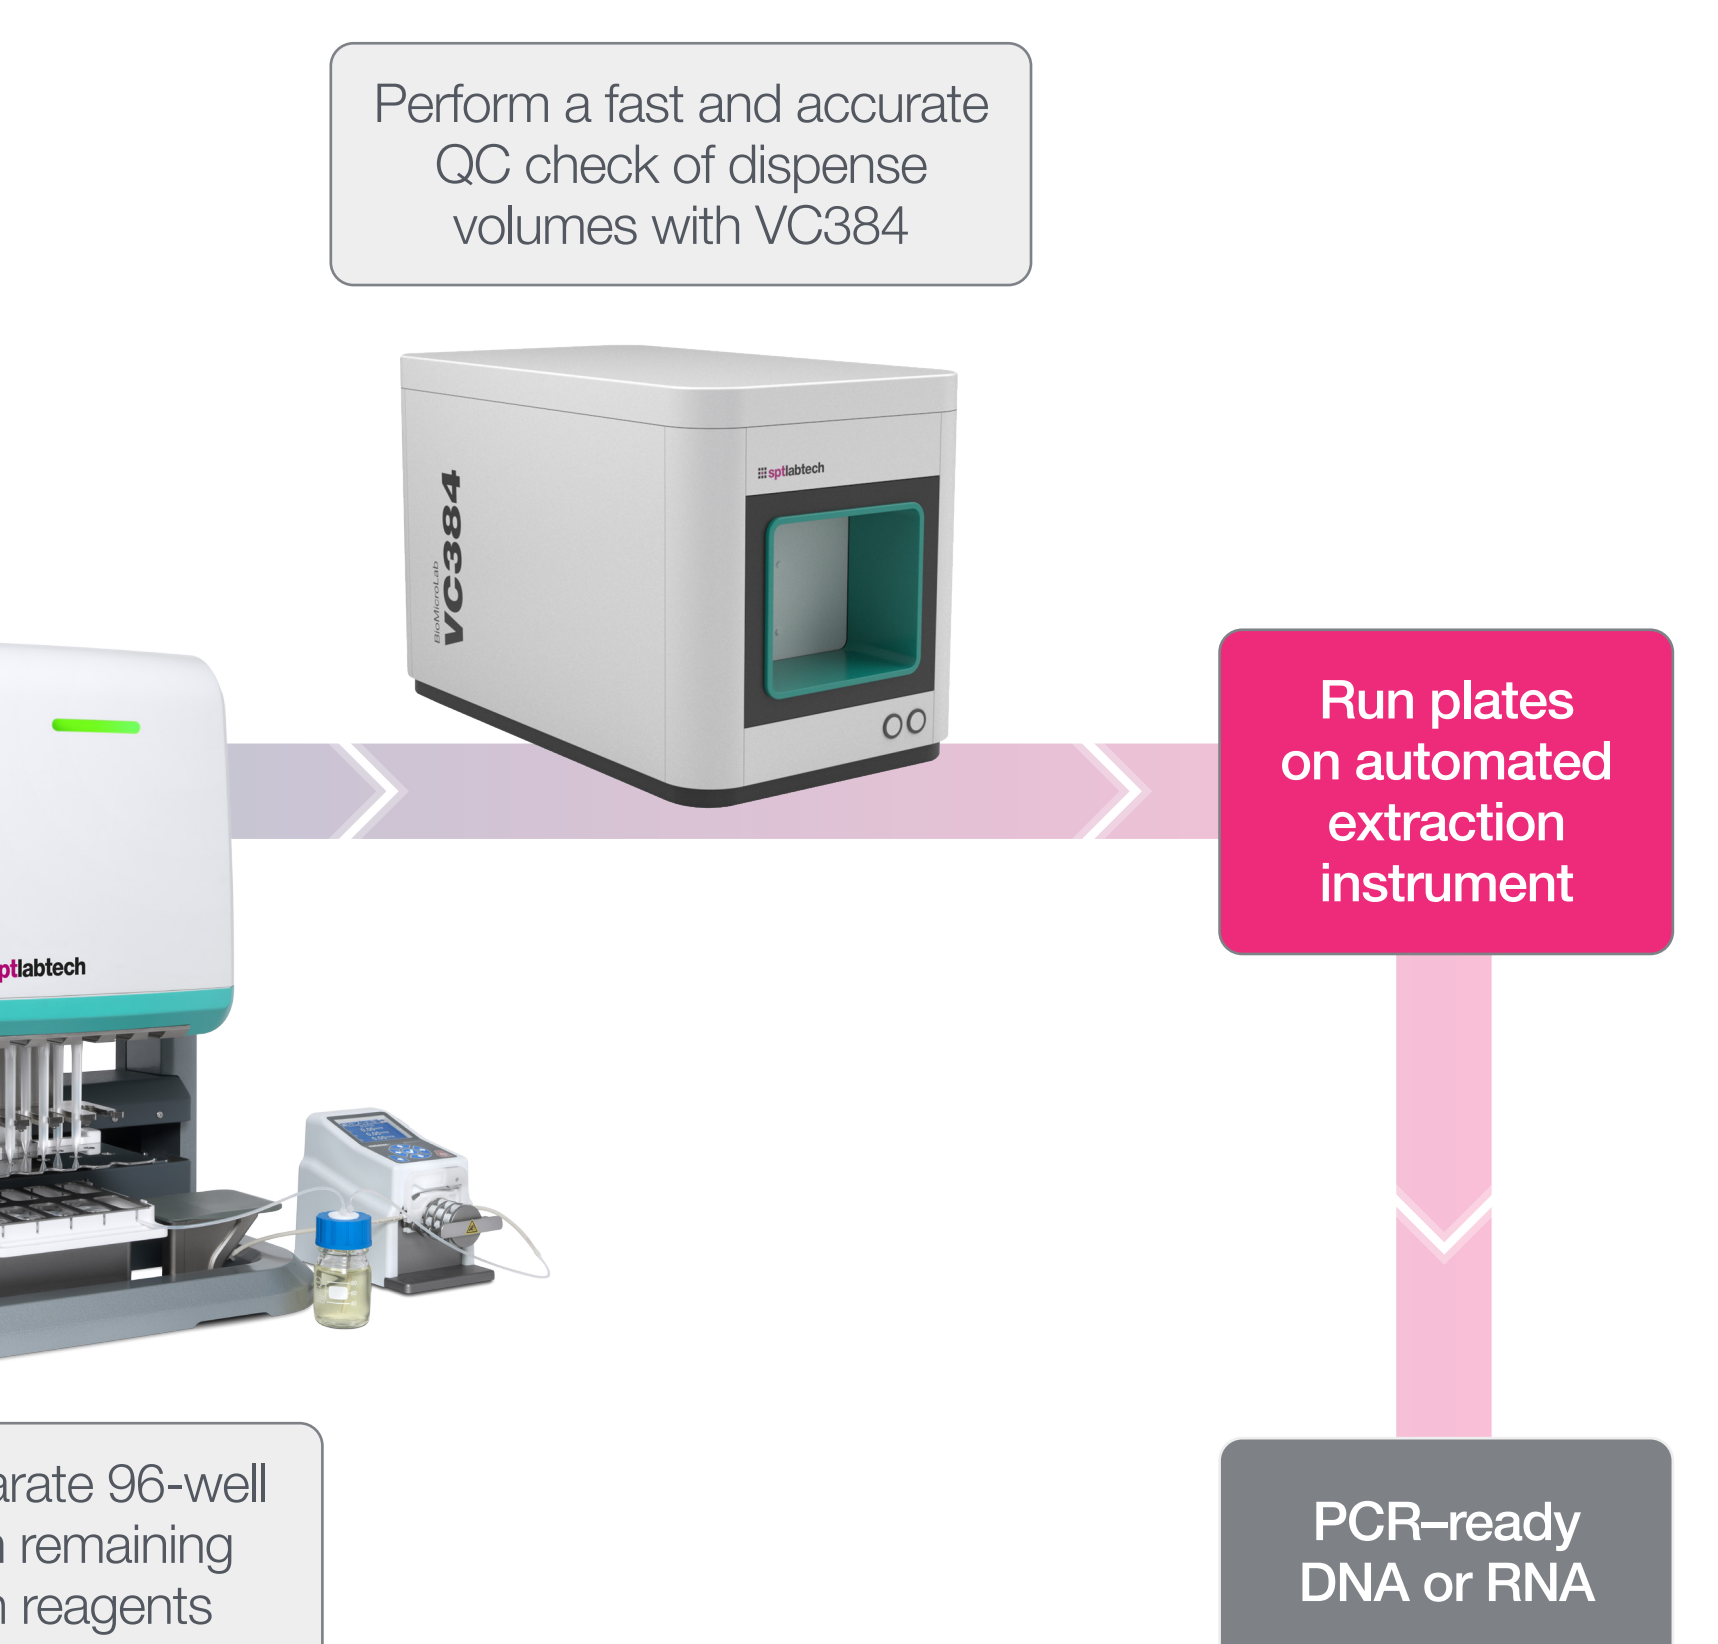 Perform a fast and accurate
QC check of dispense
volumes with VC384
sptlabtech
BioMicroLab
VC384
Run plates
on automated
extraction
instrument
ptlabtech
arate 96-well
remaining
reagents
PCR–ready
DNA or RNA